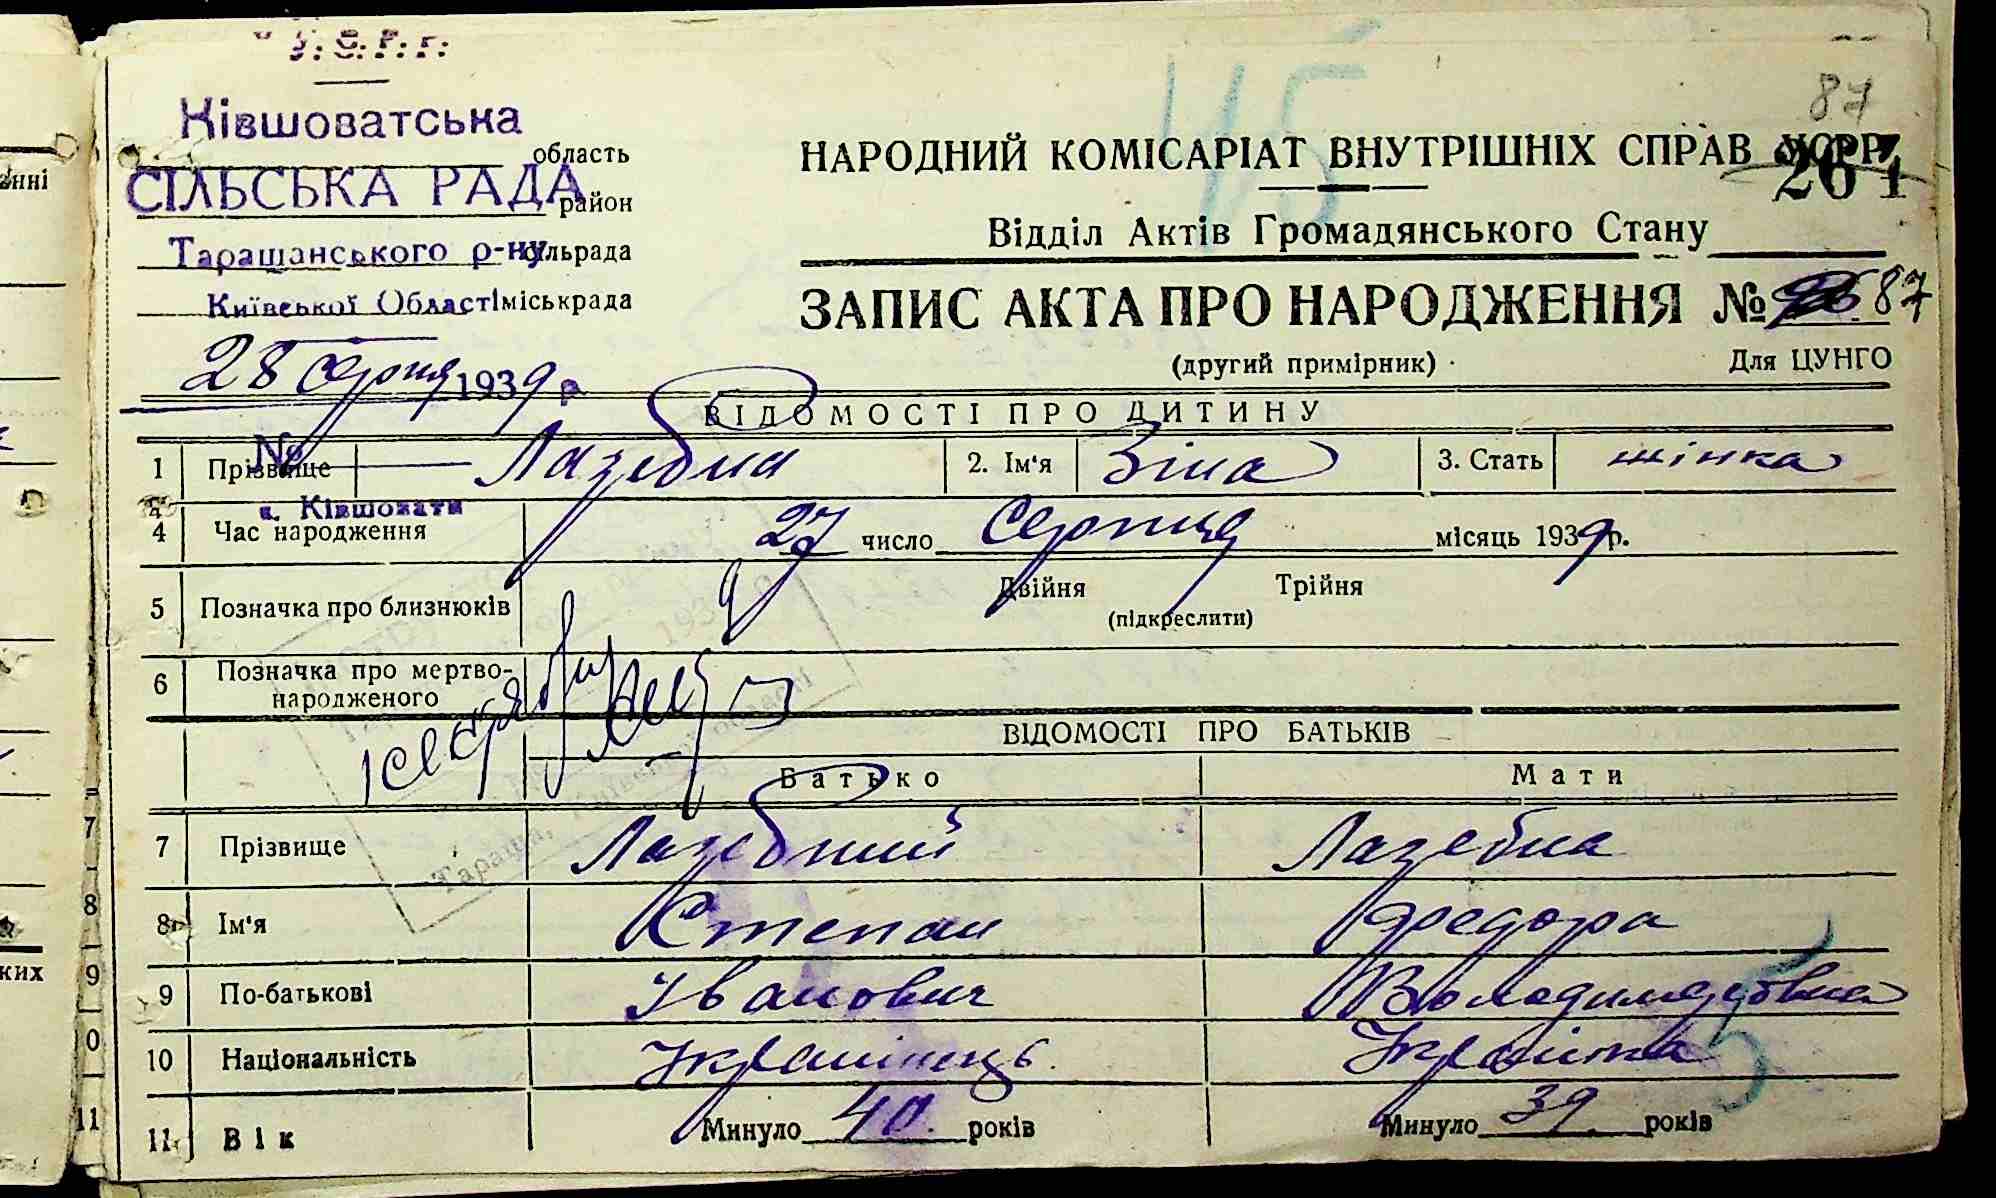 У. С. Р. Р.
Ківшоватська
область
СІЛЬСЬКА РАДА
район
Таращанського р-ну
сільрада
Київської Області
міськрада
28 серпня 1939 р.
№
с. Ківшовати
45
87
НАРОДНИЙ КОМІСАРІАТ ВНУТРІШНІХ СПРАВ УСРР
261
Відділ Актів Громадянського Стану
ЗАПИС АКТА ПРО НАРОДЖЕННЯ № 87
(другий примірник)
Для ЦУНГО
ВІДОМОСТІ ПРО ДИТИНУ
1 Прізвище Лазебна 2. Ім'я Зіна 3. Стать жінка
4 Час народження 27 число Серпня місяць 1939 р.
5 Позначка про близнюків Двійня Трійня
(підкреслити)
6 Позначка про мертво-
народженого
ВІДОМОСТІ ПРО БАТЬКІВ
Батько Мати
7 Прізвище Лазебний Лазебна
8 Ім'я Степан Федора
9 По-батькові Іванович Володимирівна
10 Національність Українець Українка
11 Вік Минуло 40 років Минуло 39 років